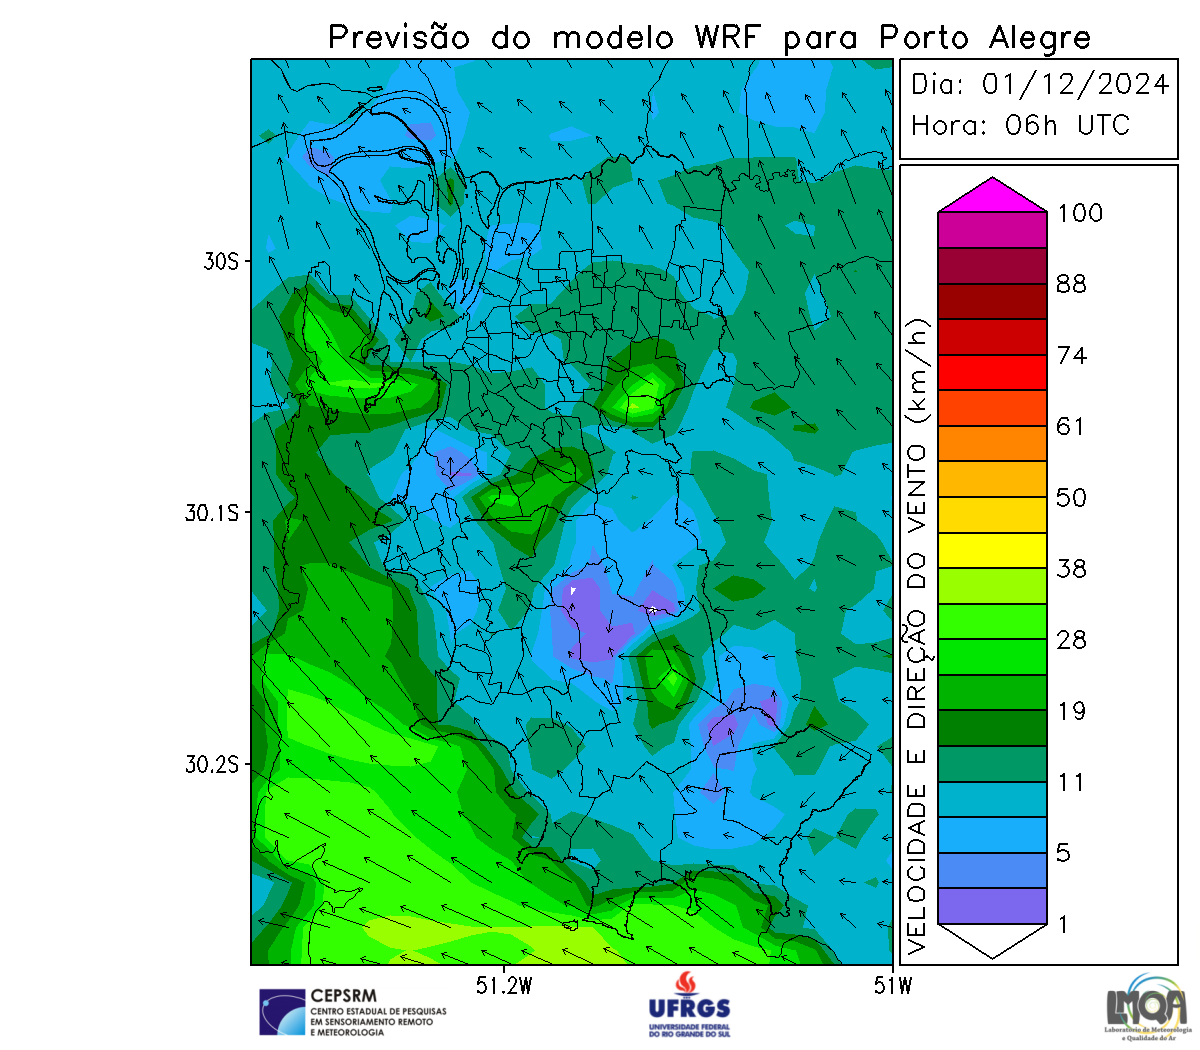 Previsão do modelo WRF para Porto Alegre
Dia: 01/12/2024
Hora: 06h UTC
30S
30.1S
30.2S
51.2W
51W
VELOCIDADE E DIREÇÃO DO VENTO (km/h)
100
88
74
61
50
38
28
19
11
5
1
CEPSRM
CENTRO ESTADUAL DE PESQUISAS
EM SENSORIAMENTO REMOTO
E METEOROLOGIA
UFRGS
UNIVERSIDADE FEDERAL
DO RIO GRANDE DO SUL
LMQA
Laboratório de Meteorologia
e Qualidade do Ar